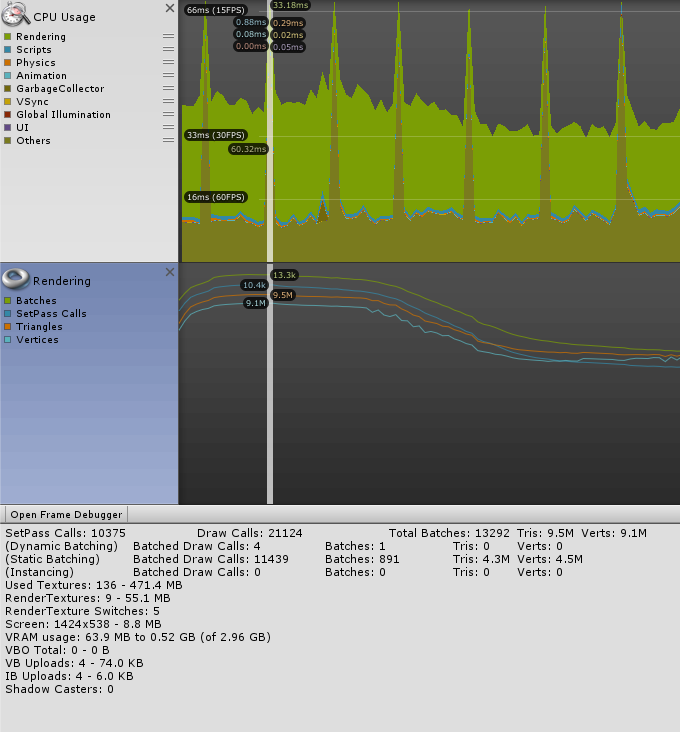 CPU Usage
Rendering
Scripts
Physics
Animation
GarbageCollector
VSync
Global Illumination
UI
Others
66ms (15FPS)
33ms (30FPS)
16ms (60FPS)
33.18ms
0.88ms
0.29ms
0.08ms
0.02ms
0.00ms
0.05ms
60.32ms
Rendering
Batches
SetPass Calls
Triangles
Vertices
13.3k
10.4k
9.5M
9.1M
Open Frame Debugger
SetPass Calls: 10375 Draw Calls: 21124 Total Batches: 13292 Tris: 9.5M Verts: 9.1M
(Dynamic Batching) Batched Draw Calls: 4 Batches: 1 Tris: 0 Verts: 0
(Static Batching) Batched Draw Calls: 11439 Batches: 891 Tris: 4.3M Verts: 4.5M
(Instancing) Batched Draw Calls: 0 Batches: 0 Tris: 0 Verts: 0
Used Textures: 136 - 471.4 MB
RenderTextures: 9 - 55.1 MB
RenderTexture Switches: 5
Screen: 1424x538 - 8.8 MB
VRAM usage: 63.9 MB to 0.52 GB (of 2.96 GB)
VBO Total: 0 - 0 B
VB Uploads: 4 - 74.0 KB
IB Uploads: 4 - 6.0 KB
Shadow Casters: 0